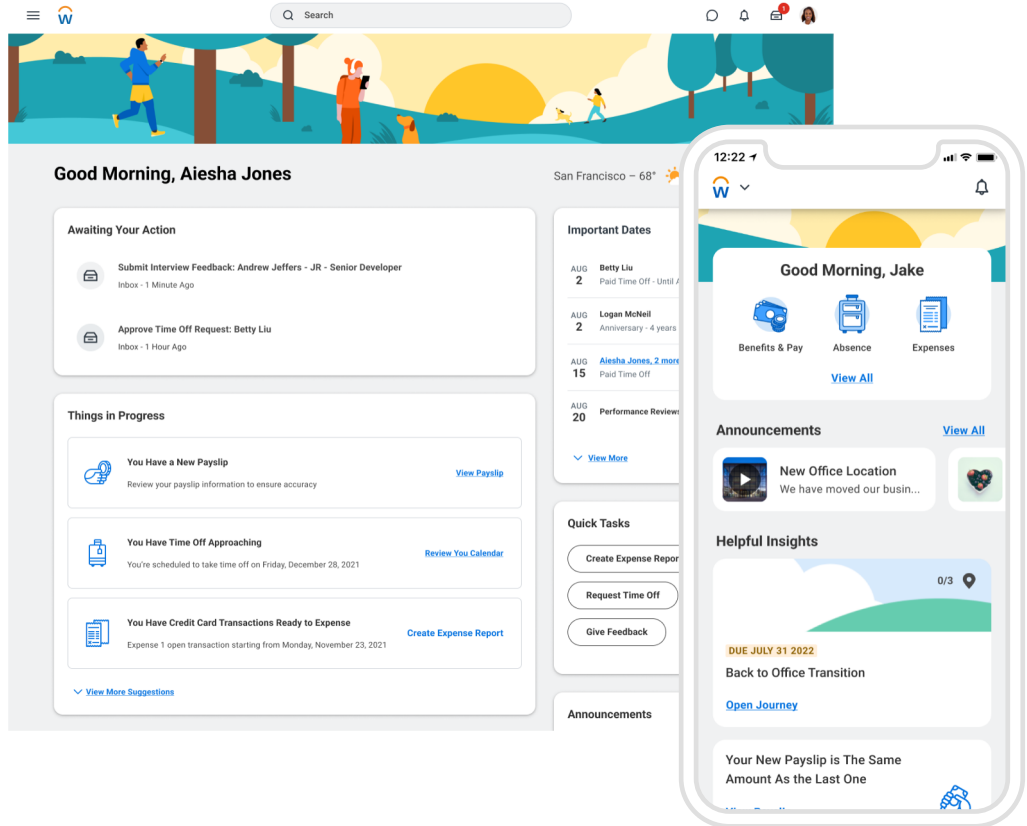 W
Search
1
Good Morning, Aiesha Jones
San Francisco – 68°
Awaiting Your Action
Submit Interview Feedback: Andrew Jeffers - JR - Senior Developer
Inbox - 1 Minute Ago
Approve Time Off Request: Betty Liu
Inbox - 1 Hour Ago
Things in Progress
You Have a New Payslip
Review your payslip information to ensure accuracy
View Payslip
You Have Time Off Approaching
You're scheduled to take time off on Friday, December 28, 2021
Review You Calendar
You Have Credit Card Transactions Ready to Expense
Expense 1 open transaction starting from Monday, November 23, 2021
Create Expense Report
View More Suggestions
Important Dates
AUG
2
Betty Liu
Paid Time Off - Until
AUG
2
Logan McNeil
Anniversary - 4 years
AUG
15
Aiesha Jones, 2 more
Paid Time Off
AUG
20
Performance Reviews
View More
Quick Tasks
Create Expense Repor
Request Time Off
Give Feedback
Announcements
12:22
W
Good Morning, Jake
Benefits & Pay
Absence
Expenses
View All
Announcements
View All
New Office Location
We have moved our busin...
Helpful Insights
0/3
DUE JULY 31 2022
Back to Office Transition
Open Journey
Your New Payslip is The Same
Amount As the Last One